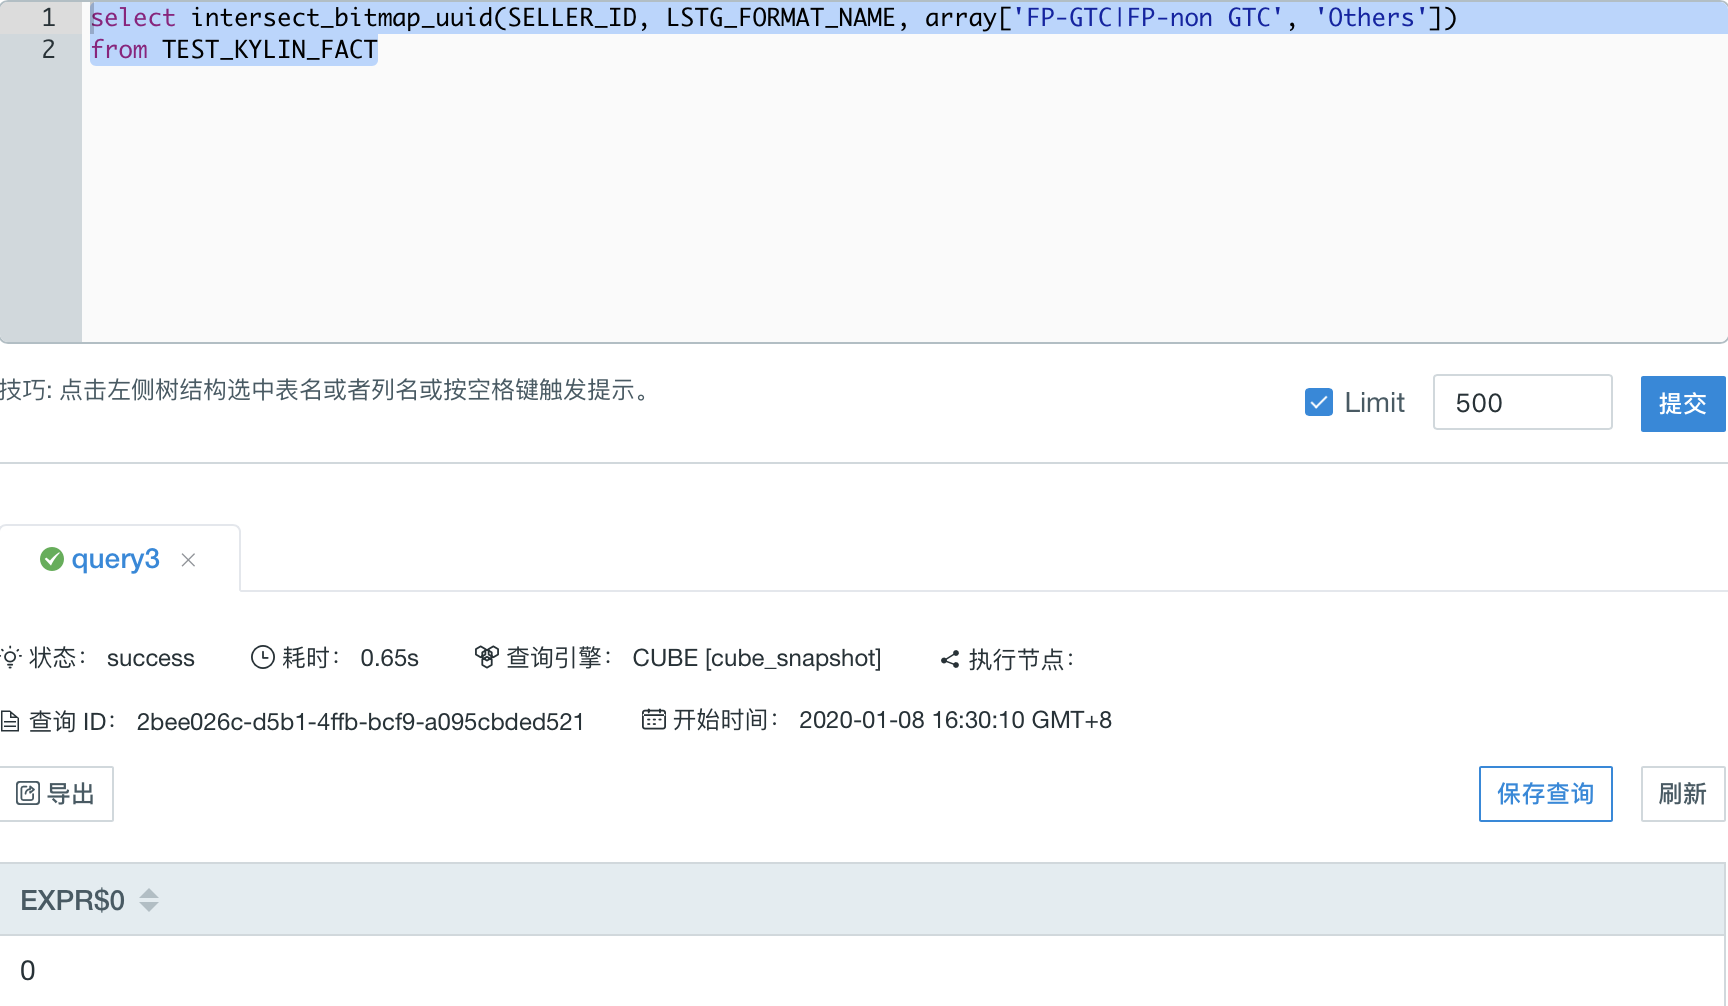 1 select intersect_bitmap_uuid(SELLER_ID, LSTG_FORMAT_NAME, array['FP-GTC|FP-non GTC', 'Others'])
2 from TEST_KYLIN_FACT
技巧: 点击左侧树结构选中表名或者列名或按空格键触发提示。
Limit 500 提交
query3
状态： success 耗时： 0.65s 查询引擎： CUBE [cube_snapshot] 执行节点：
查询 ID： 2bee026c-d5b1-4ffb-bcf9-a095cbded521 开始时间： 2020-01-08 16:30:10 GMT+8
导出 保存查询 刷新
EXPR$0
0